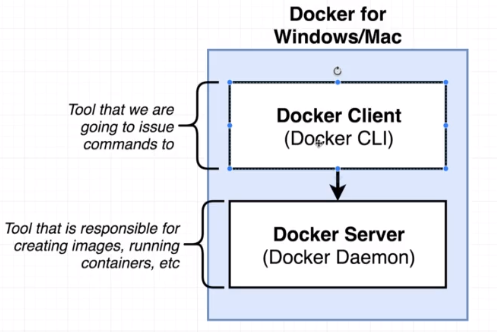 Docker for
Windows/Mac
Tool that we are
going to issue
commands to
Docker Client
(Docker CLI)
Tool that is responsible for
creating images, running
containers, etc
Docker Server
(Docker Daemon)